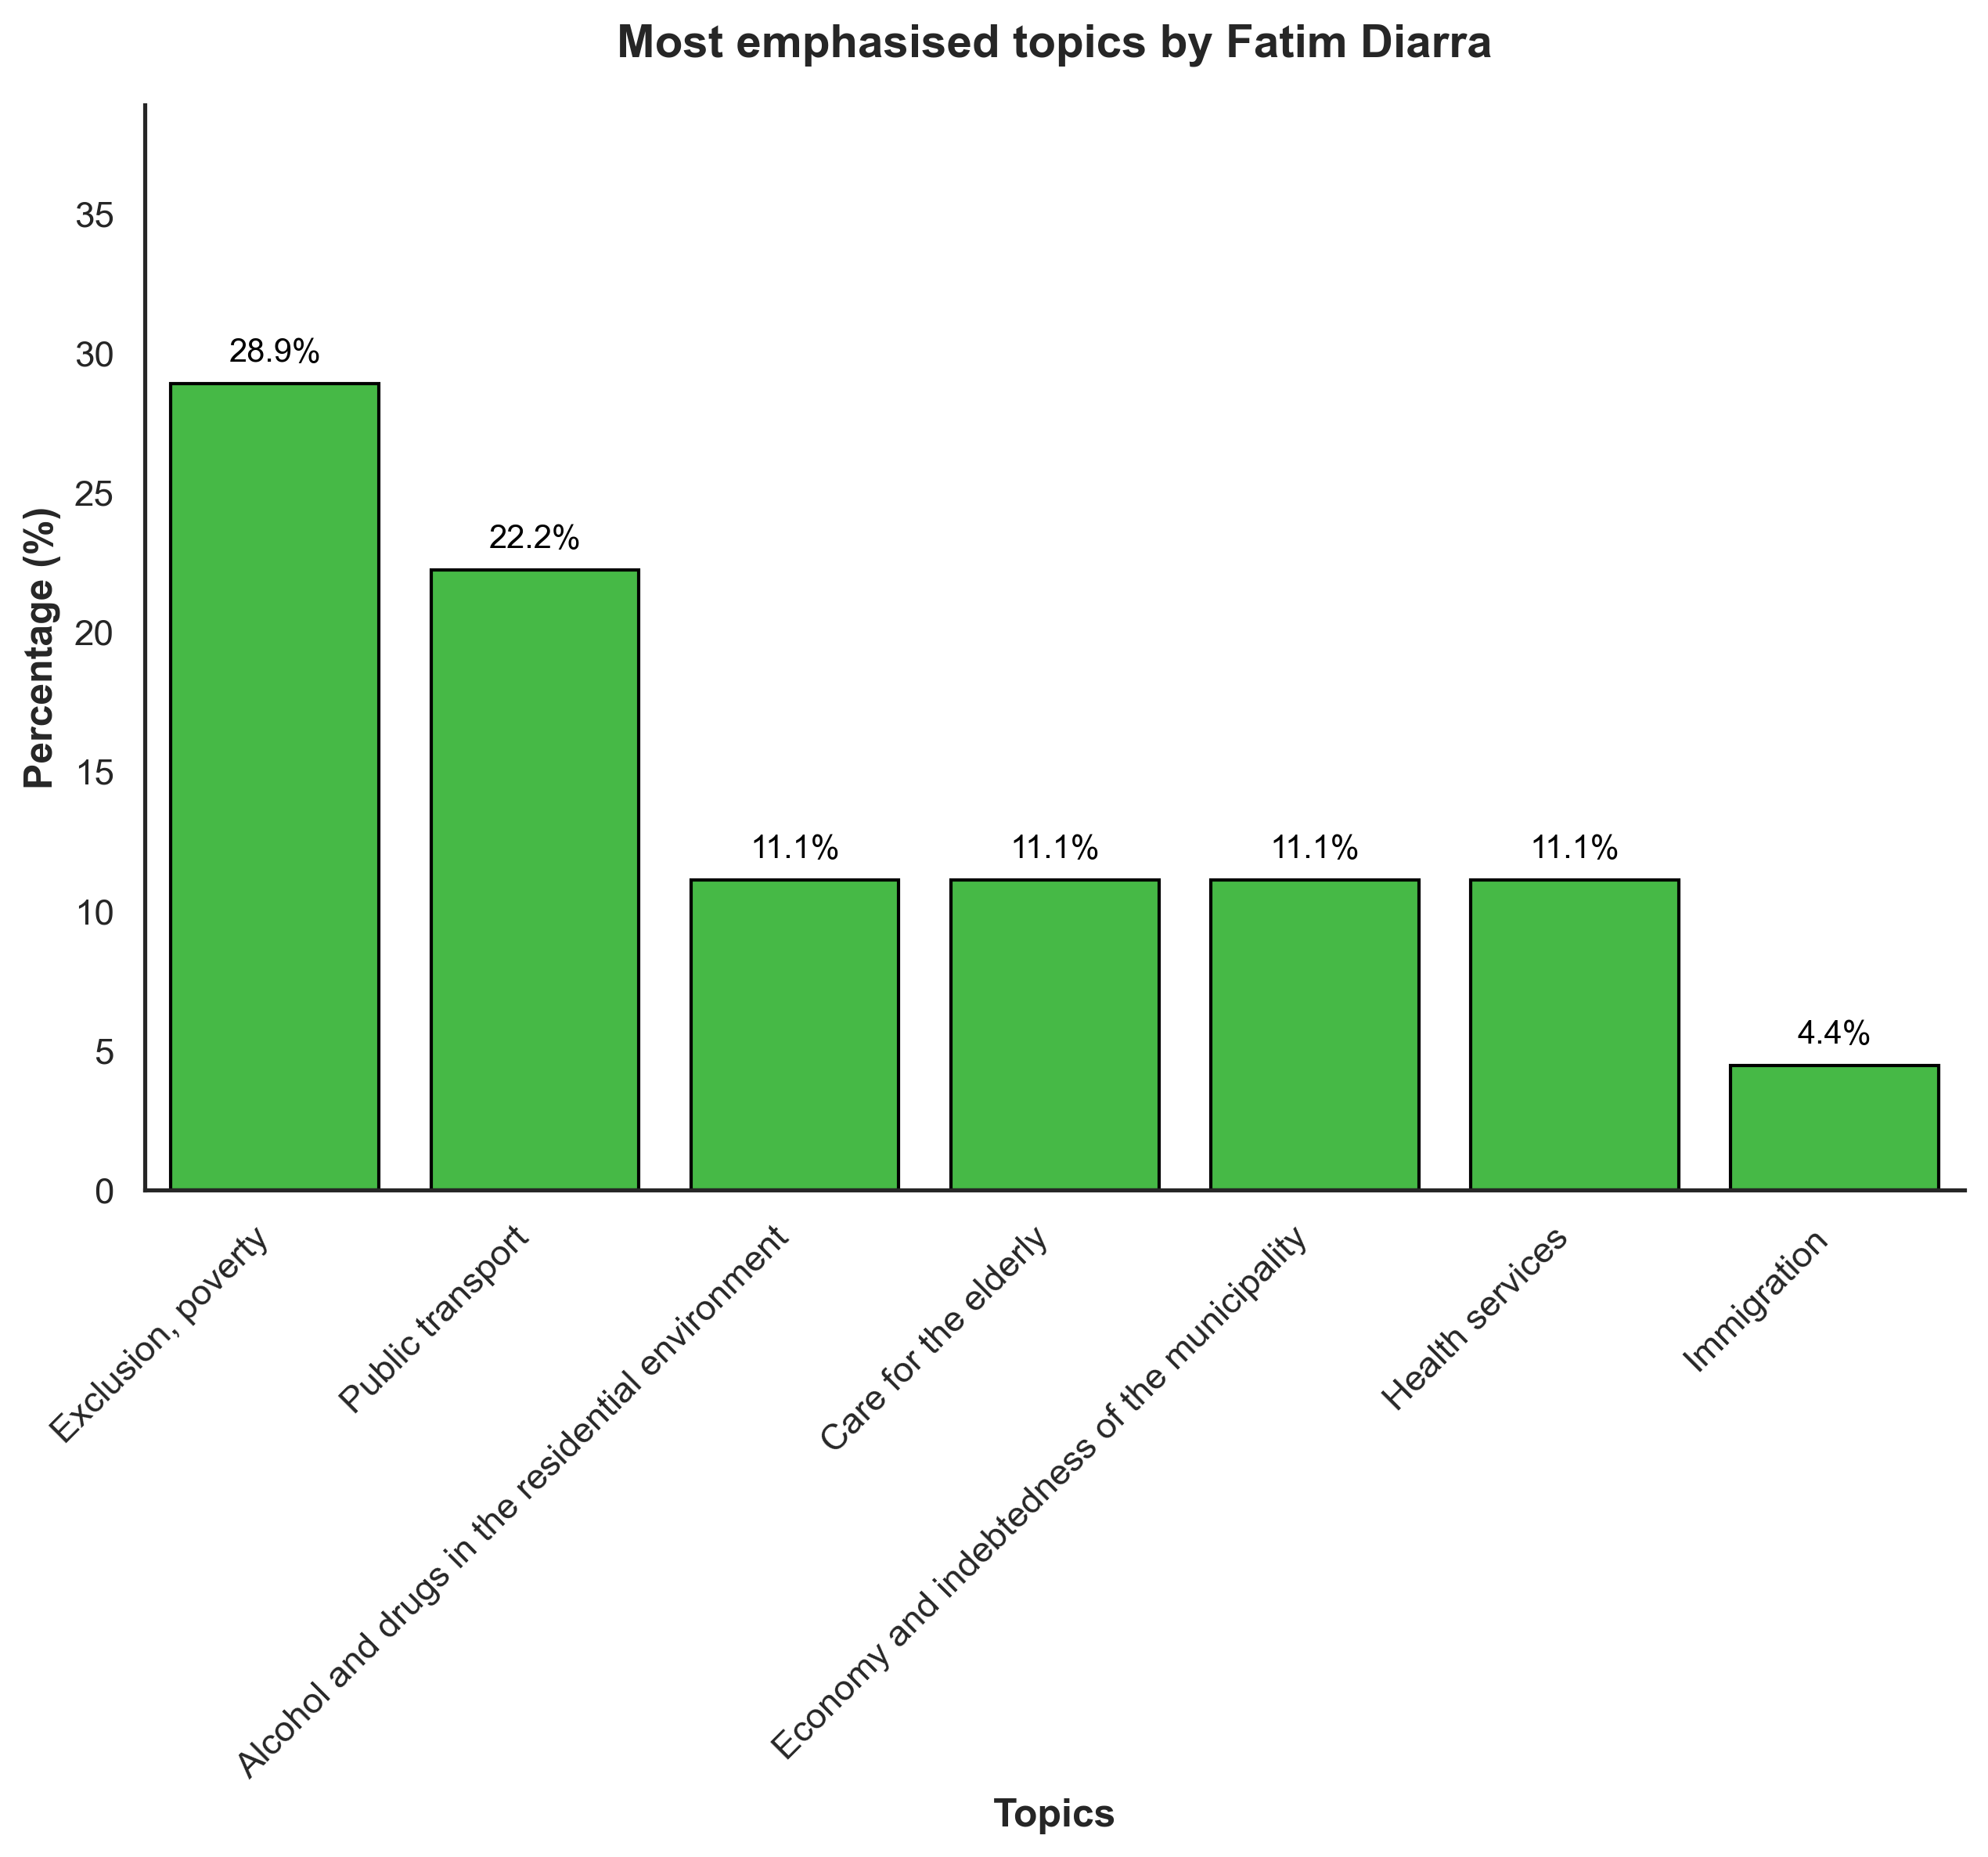 Most emphasised topics by Fatim Diarra
Percentage (%)
35
30
25
20
15
10
5
0
28.9%
22.2%
11.1%
11.1%
11.1%
11.1%
4.4%
Exclusion, poverty
Public transport
Alcohol and drugs in the residential environment
Care for the elderly
Economy and indebtedness of the municipality
Health services
Immigration
Topics